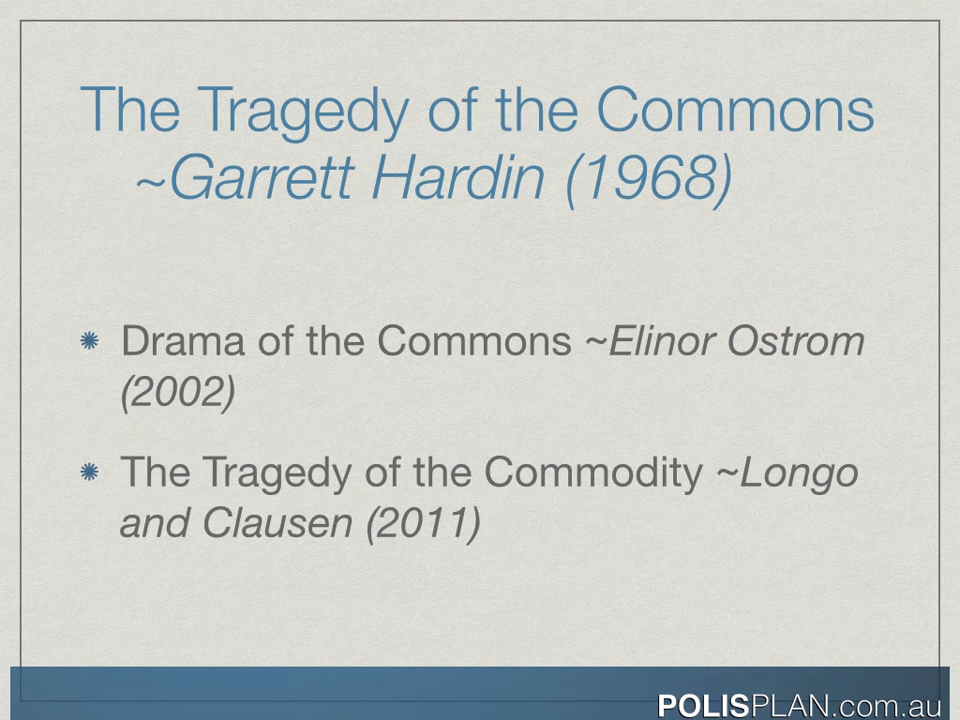 The Tragedy of the Commons
~Garrett Hardin (1968)
Drama of the Commons ~Elinor Ostrom
(2002)
The Tragedy of the Commodity ~Longo
and Clausen (2011)
POLISPLAN.com.au